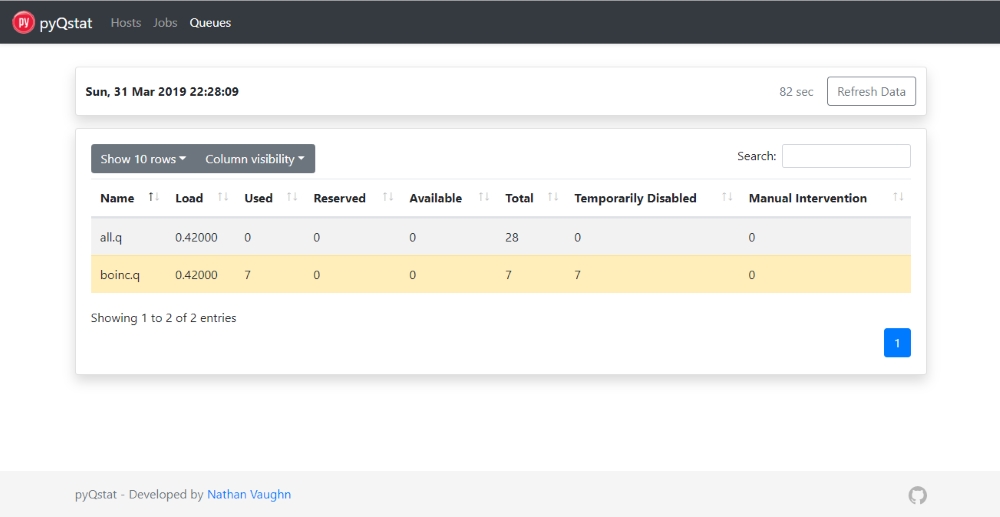 py pyQstat Hosts Jobs Queues
Sun, 31 Mar 2019 22:28:09 82 sec Refresh Data
Show 10 rows Column visibility Search:
Name Load Used Reserved Available Total Temporarily Disabled Manual Intervention
all.q 0.42000 0 0 0 28 0 0
boinc.q 0.42000 7 0 0 7 7 0
Showing 1 to 2 of 2 entries
1
pyQstat - Developed by Nathan Vaughn